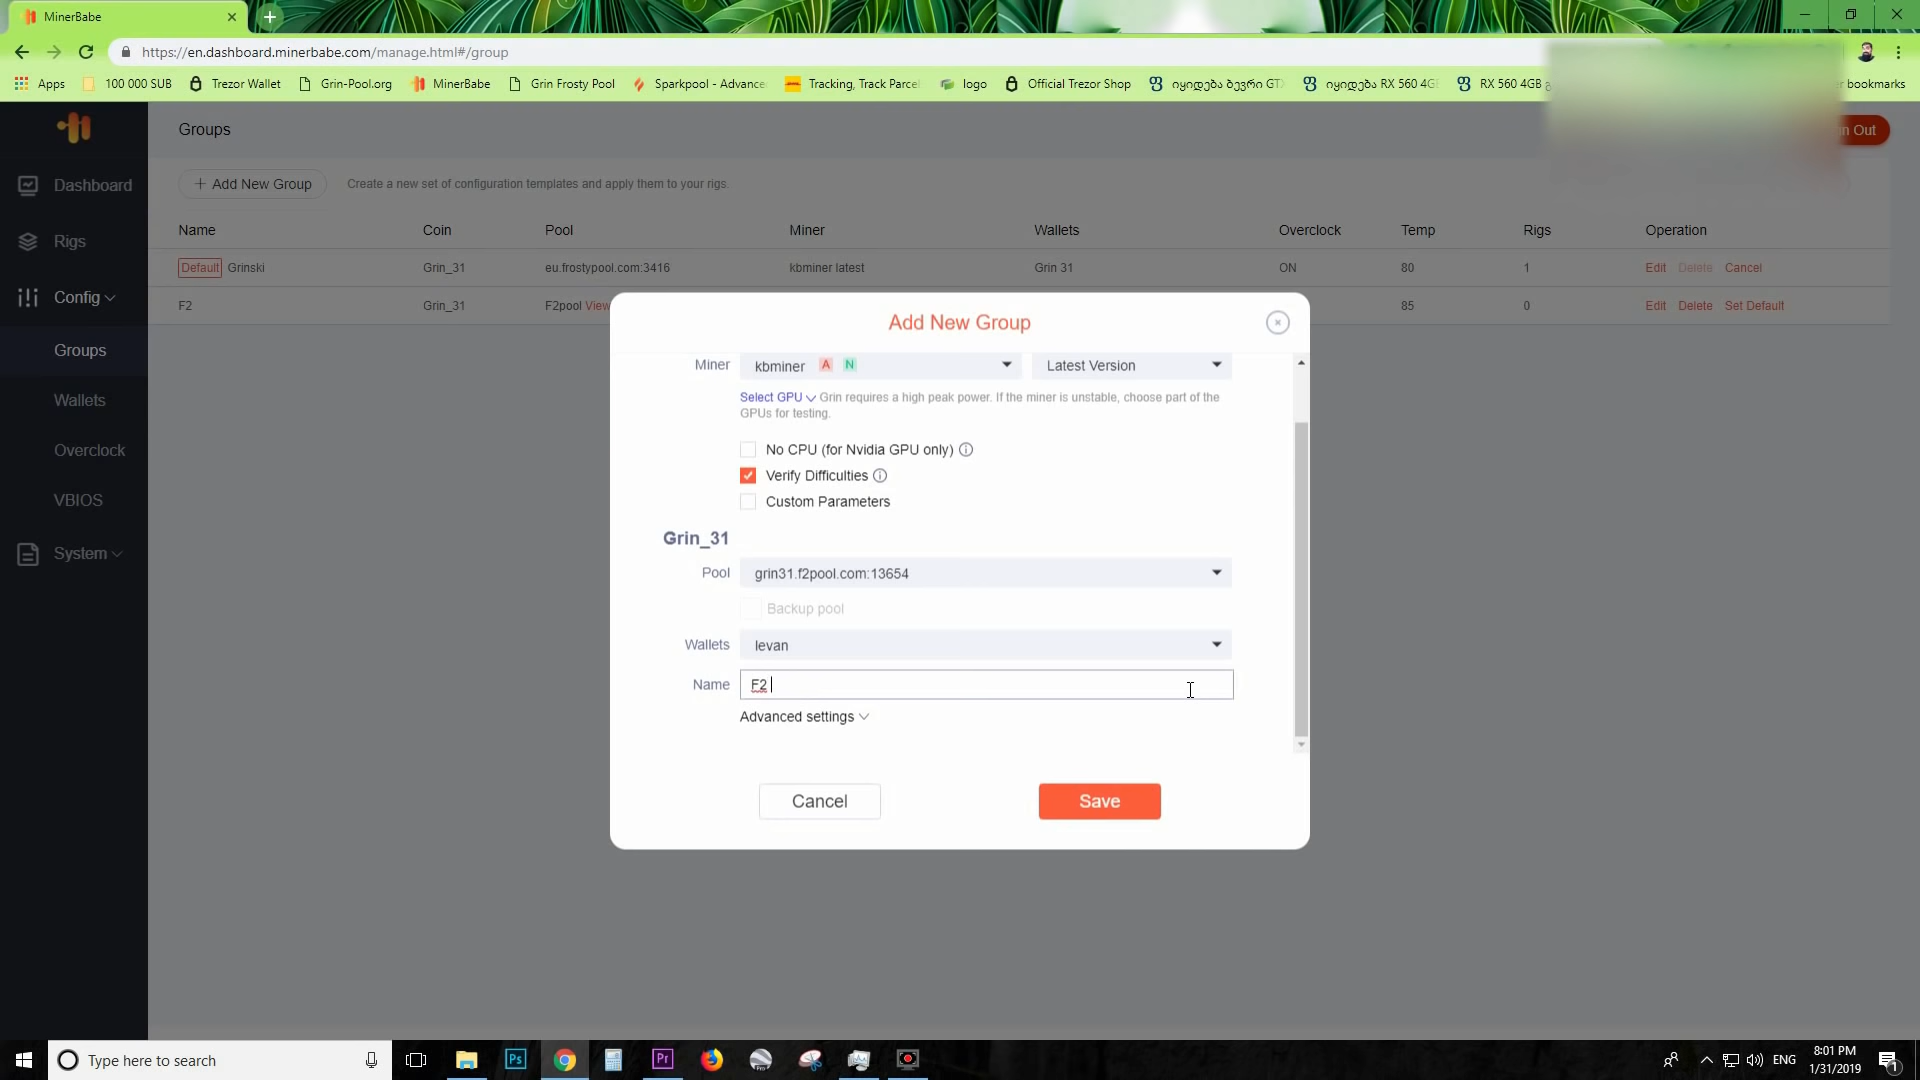 MinerBabe
https://en.dashboard.minerbabe.com/manage.html#/group
Apps 100 000 SUB Trezor Wallet Grin-Pool.org MinerBabe Grin Frosty Pool Sparkpool - Advance Tracking, Track Parcel logo Official Trezor Shop იყიდება ბევრი GTX იყიდება RX 560 4GB RX 560 4GB bookmarks
Groups
n Out
Dashboard
Rigs
Config
Groups
Wallets
Overclock
VBIOS
System
+ Add New Group Create a new set of configuration templates and apply them to your rigs.
Name Coin Pool Miner Wallets Overclock Temp Rigs Operation
Default Grinski Grin_31 eu.frostypool.com:3416 kbminer latest Grin 31 ON 80 1 Edit Delete Cancel
F2 Grin_31 F2pool View 85 0 Edit Delete Set Default
Add New Group
Miner kbminer A N Latest Version
Select GPU Grin requires a high peak power. If the miner is unstable, choose part of the
GPUs for testing.
No CPU (for Nvidia GPU only)
Verify Difficulties
Custom Parameters
Grin_31
Pool grin31.f2pool.com:13654
Backup pool
Wallets levan
Name F2
Advanced settings
Cancel Save
Type here to search
Ps
Pr
ENG
8:01 PM
1/31/2019
1